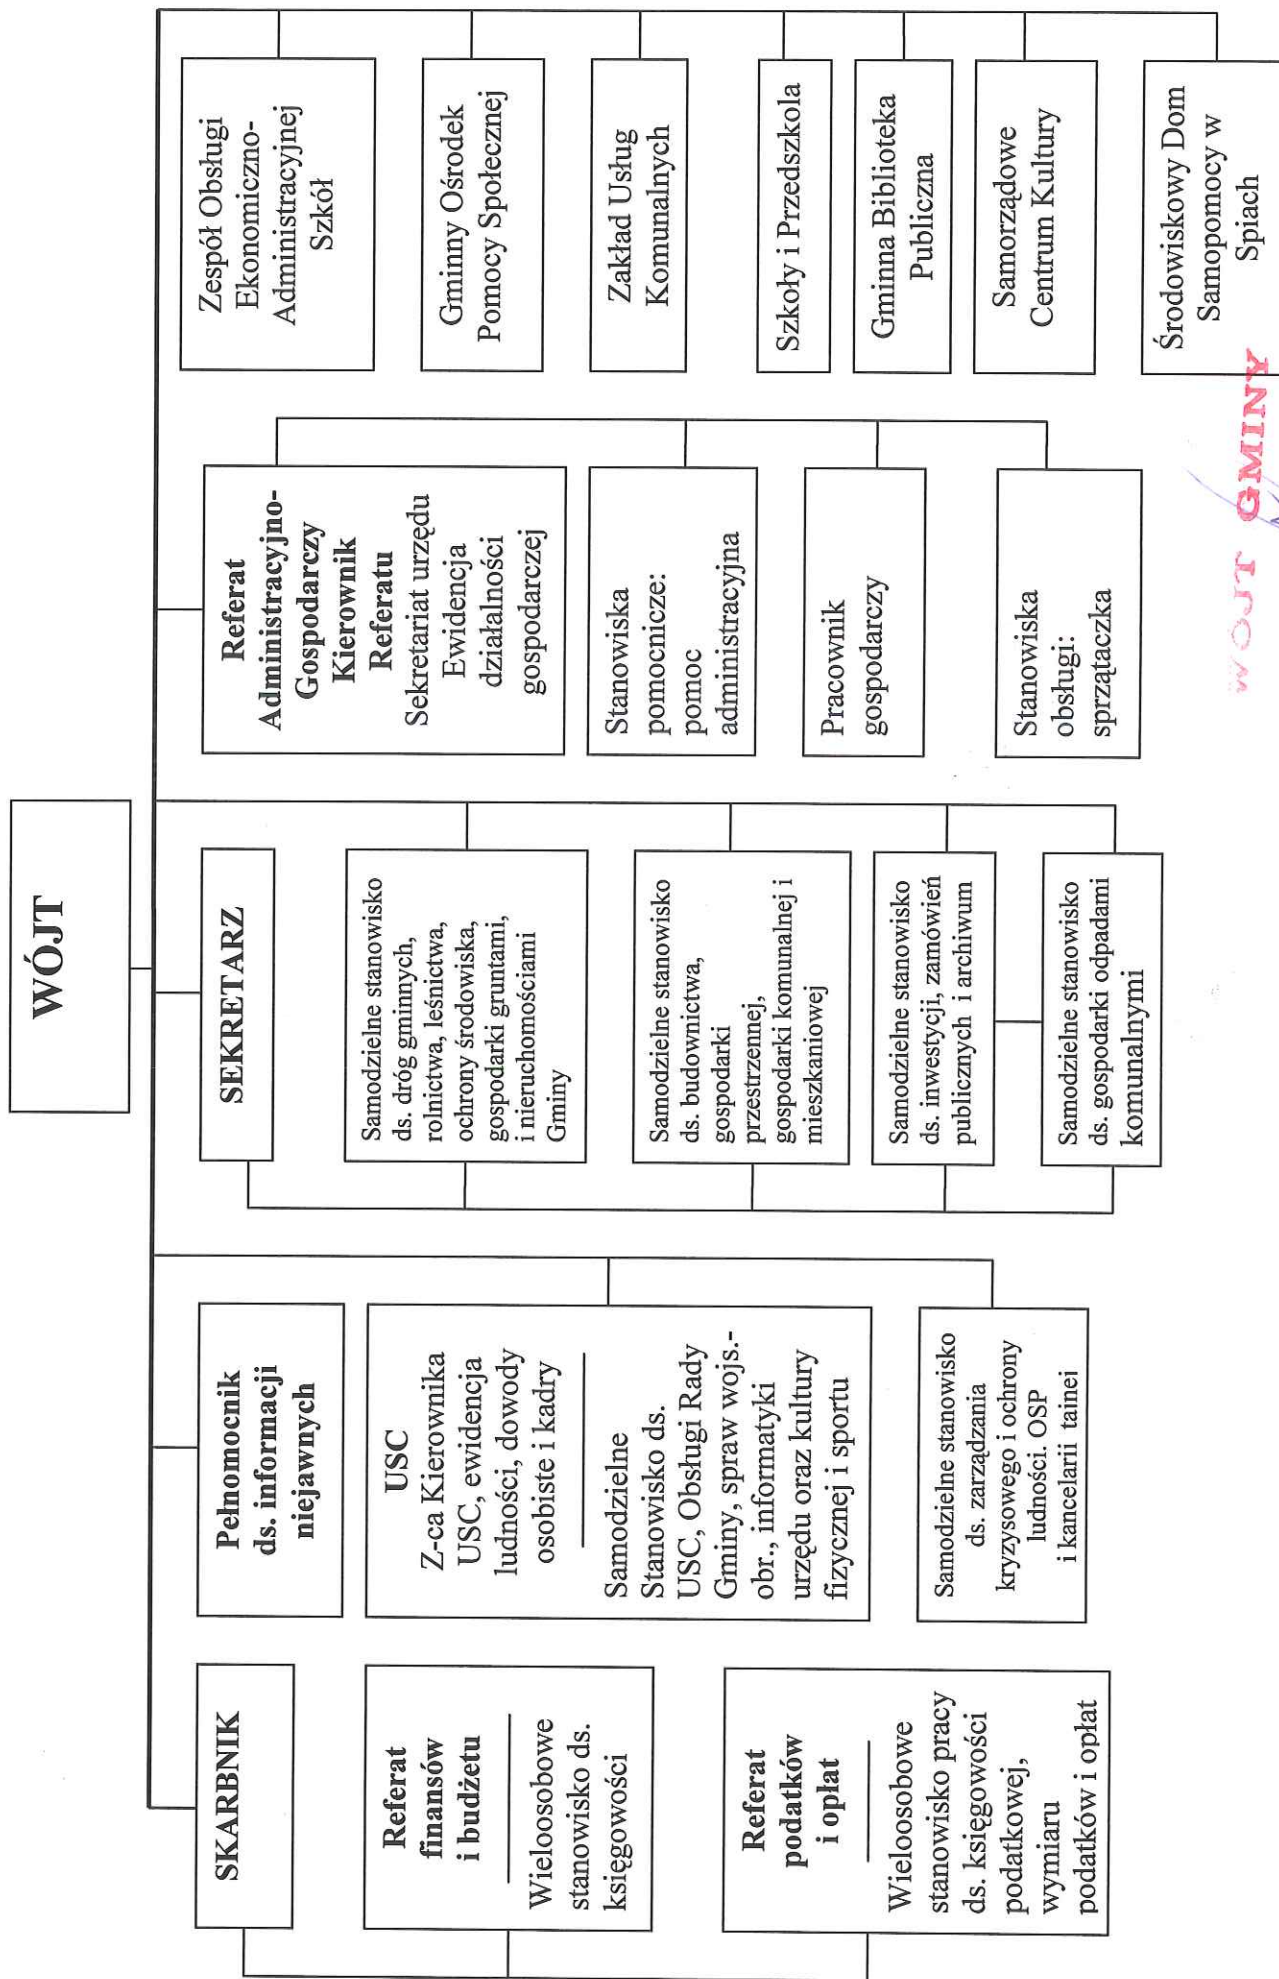 WÓJT
SKARBNIK
Referat
finansów
i budżetu
Wieloosobowe
stanowisko ds.
księgowości
Referat
podatków
i opłat
Wieloosobowe
stanowisko pracy
ds. księgowości
podatkowej,
wymiaru
podatków i opłat
Pełnomocnik
ds. informacji
niejawnych
USC
Z-ca Kierownika
USC, ewidencja
ludności, dowody
osobiste i kadry
Samodzielne
Stanowisko ds.
USC, Obsługi Rady
Gminy, spraw wojs.-
obr., informatyki
urzędu oraz kultury
fizycznej i sportu
Samodzielne stanowisko
ds. zarządzania
kryzysowego i ochrony
ludności. OSP
i kancelarii tajnej
SEKRETARZ
Samodzielne stanowisko
ds. dróg gminnych,
rolnictwa, leśnictwa,
ochrony środowiska,
gospodarki gruntami,
i nieruchomościami
Gminy
Samodzielne stanowisko
ds. budownictwa,
gospodarki
przestrzennej,
gospodarki komunalnej i
mieszkaniowej
Samodzielne stanowisko
ds. inwestycji, zamówień
publicznych i archiwum
Samodzielne stanowisko
ds. gospodarki odpadami
komunalnymi
Referat
Administracyjno-
Gospodarczy
Kierownik
Referatu
Sekretariat urzędu
Ewidencja
działalności
gospodarczej
Stanowiska
pomocnicze:
pomoc
administracyjna
Pracownik
gospodarczy
Stanowiska
obsługi:
sprzątaczka
Zespół Obsługi
Ekonomiczno-
Administracyjnej
Szkół
Gminny Ośrodek
Pomocy Społecznej
Zakład Usług
Komunalnych
Szkoły i Przedszkola
Gminna Biblioteka
Publiczna
Samorządowe
Centrum Kultury
Środowiskowy Dom
Samopomocy w
Spiach
WÓJT GMINY